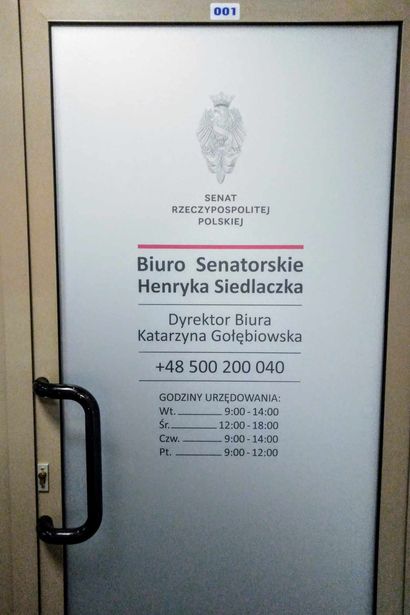 001
SENAT
RZECZYPOSPOLITEJ
POLSKIEJ
Biuro Senatorskie
Henryka Siedlaczka
Dyrektor Biura
Katarzyna Gołębiowska
+48 500 200 040
GODZINY URZĘDOWANIA:
Wt. 9:00 - 14:00
Śr. 12:00 - 18:00
Czw. 9:00 - 14:00
Pt. 9:00 - 12:00